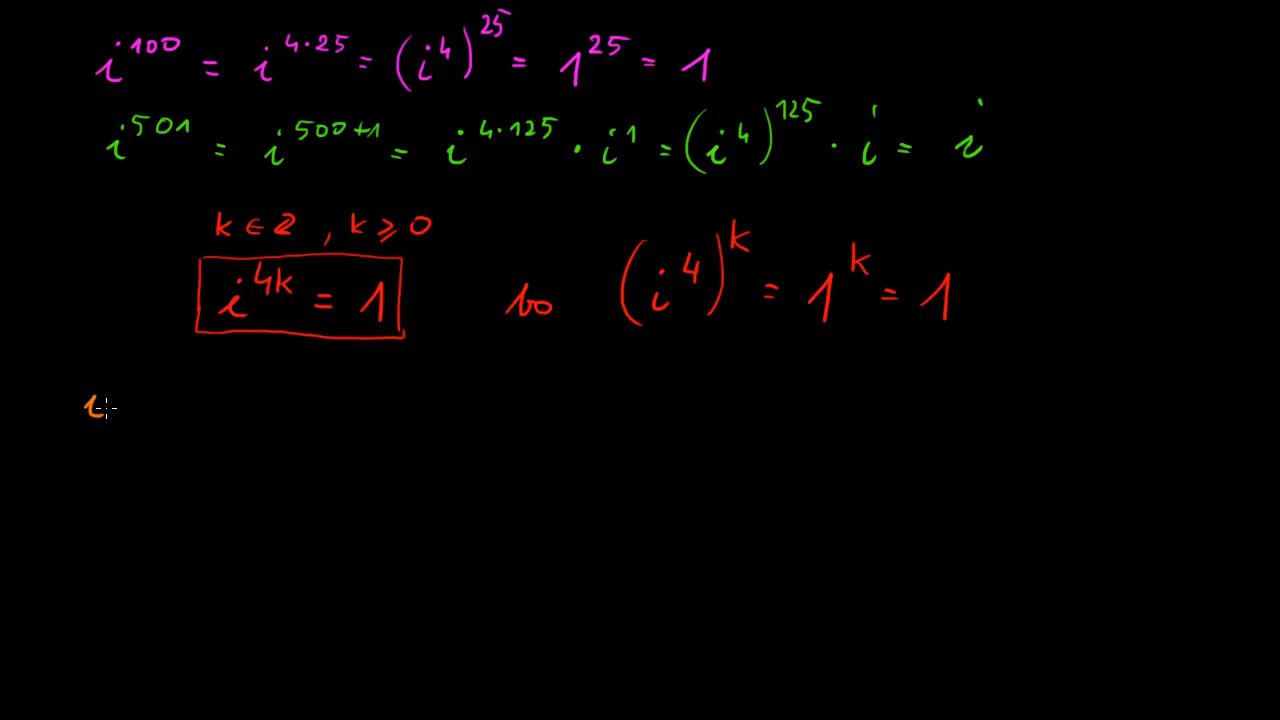 i^100 = i^4·25 = (i^4)^25 = 1^25 = 1
i^501 = i^500+1 = i^4·125 · i^1 = (i^4)^125 · i = i
k ∈ ℤ , k ⩾ 0
i^4k = 1 bo (i^4)^k = 1^k = 1
i